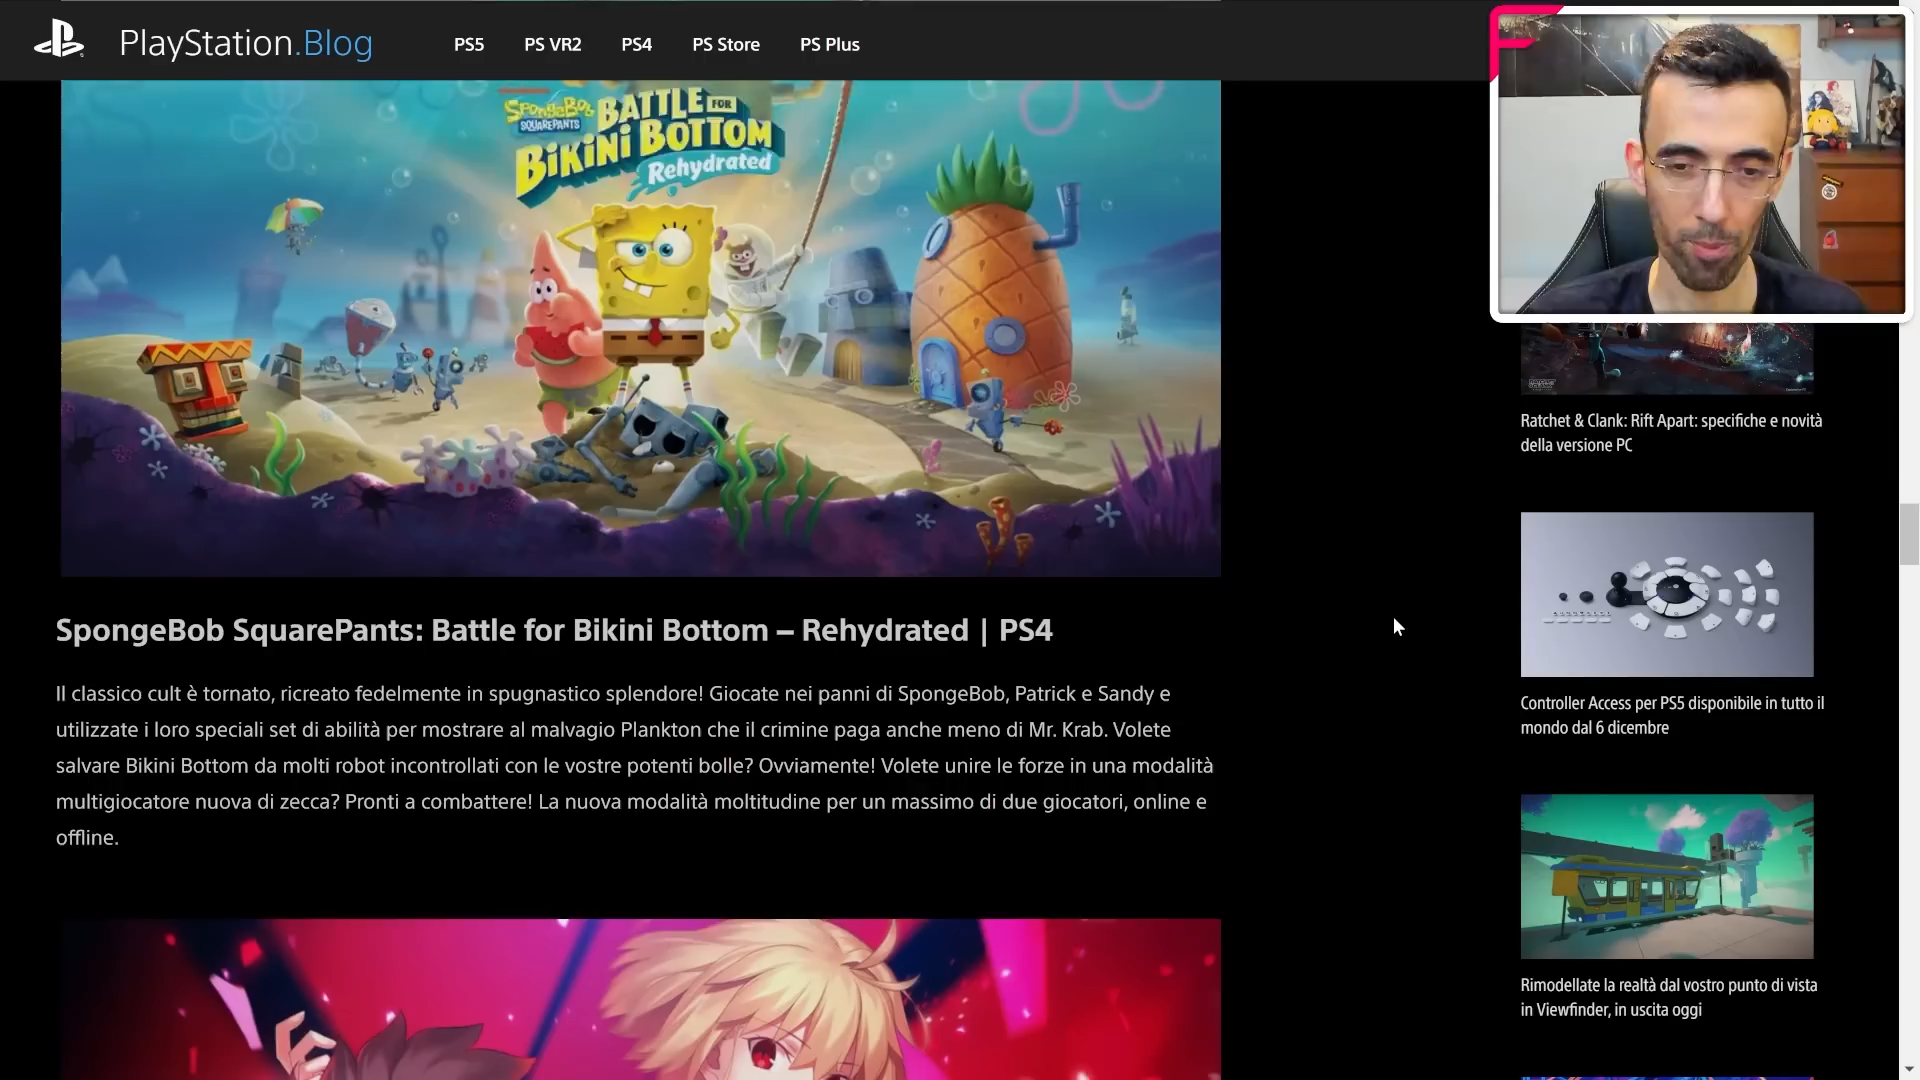 PlayStation.Blog
PS5
PS VR2
PS4
PS Store
PS Plus
SpongeBob
SQUAREPANTS
BATTLE FOR
BIKINI BOTTOM
Rehydrated
SpongeBob SquarePants: Battle for Bikini Bottom – Rehydrated | PS4
Il classico cult è tornato, ricreato fedelmente in spugnastico splendore! Giocate nei panni di SpongeBob, Patrick e Sandy e
utilizzate i loro speciali set di abilità per mostrare al malvagio Plankton che il crimine paga anche meno di Mr. Krab. Volete
salvare Bikini Bottom da molti robot incontrollati con le vostre potenti bolle? Ovviamente! Volete unire le forze in una modalità
multigiocatore nuova di zecca? Pronti a combattere! La nuova modalità moltitudine per un massimo di due giocatori, online e
offline.
Ratchet & Clank: Rift Apart: specifiche e novità
della versione PC
Controller Access per PS5 disponibile in tutto il
mondo dal 6 dicembre
Rimodellate la realtà dal vostro punto di vista
in Viewfinder, in uscita oggi